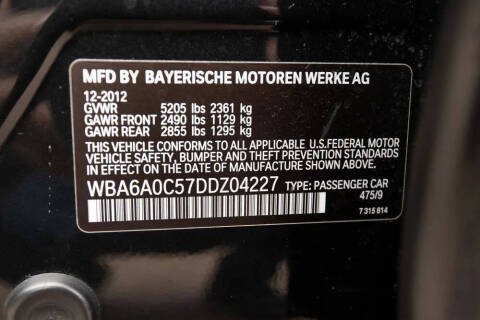 MFD BY BAYERISCHE MOTOREN WERKE AG
12-2012
GVWR 5205 lbs 2361 kg
GAWR FRONT 2490 lbs 1129 kg
GAWR REAR 2855 lbs 1295 kg
THIS VEHICLE CONFORMS TO ALL APPLICABLE U.S.FEDERAL MOTOR
VEHICLE SAFETY, BUMPER AND THEFT PREVENTION STANDARDS
IN EFFECT ON THE DATE OF MANUFACTURE SHOWN ABOVE.
WBA6A0C57DDZ04227 TYPE: PASSENGER CAR
475/9
7 315 814